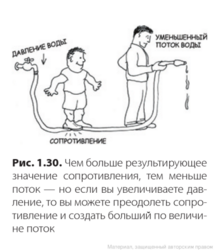 ДАВЛЕНИЕ ВОДЫ
УМЕНЬШЕННЫЙ
ПОТОК ВОДЫ
СОПРОТИВЛЕНИЕ
Рис. 1.30. Чем больше результирующее
значение сопротивления, тем меньше
поток — но если вы увеличиваете дав-
ление, то вы можете преодолеть сопро-
тивление и создать больший по величи-
не поток
Материал, защищенный авторским правом